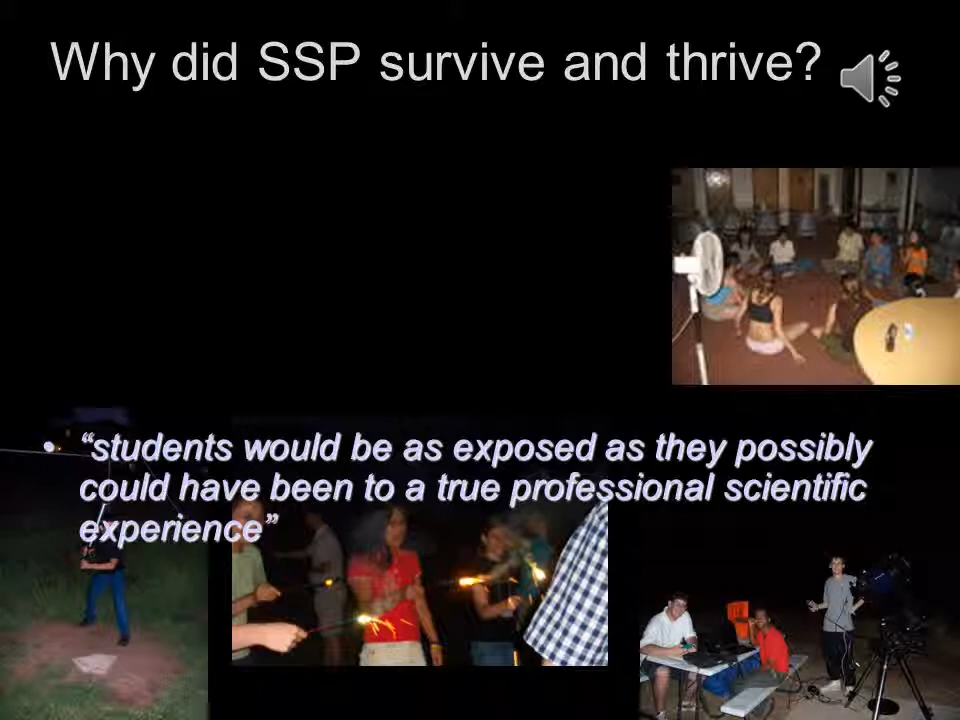 Why did SSP survive and thrive?
• “students would be as exposed as they possibly
could have been to a true professional scientific
experience”